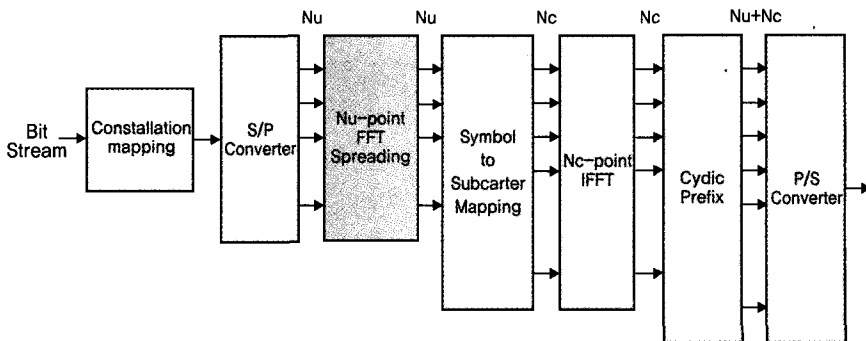 Nu Nu Nc Nc Nu+Nc
Bit
Stream
Constallation
mapping
S/P
Converter
Nu-point
FFT
Spreading
Symbol
to
Subcarter
Mapping
Nc-point
IFFT
Cydic
Prefix
P/S
Converter